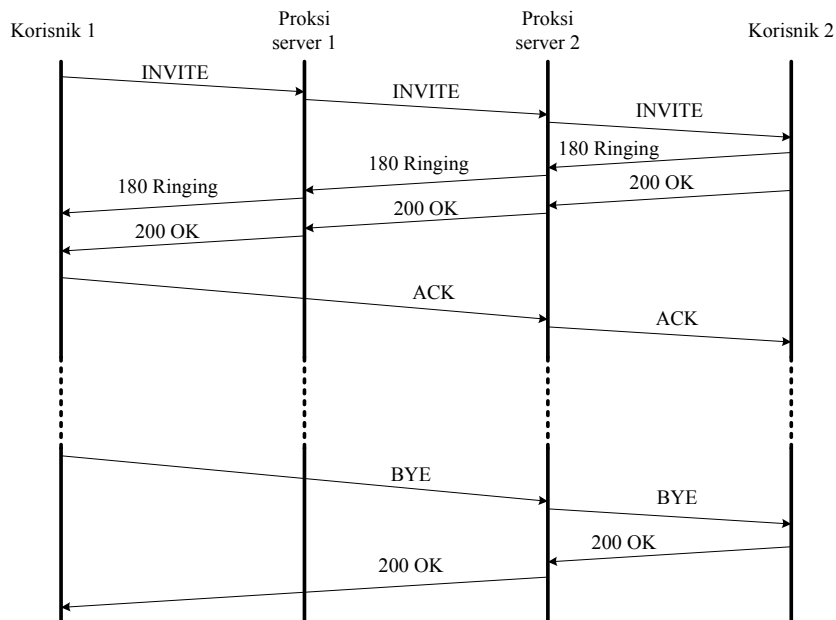 Korisnik 1
Proksi
server 1
Proksi
server 2
Korisnik 2
INVITE
INVITE
INVITE
180 Ringing
180 Ringing
180 Ringing
200 OK
200 OK
200 OK
ACK
ACK
BYE
BYE
200 OK
200 OK